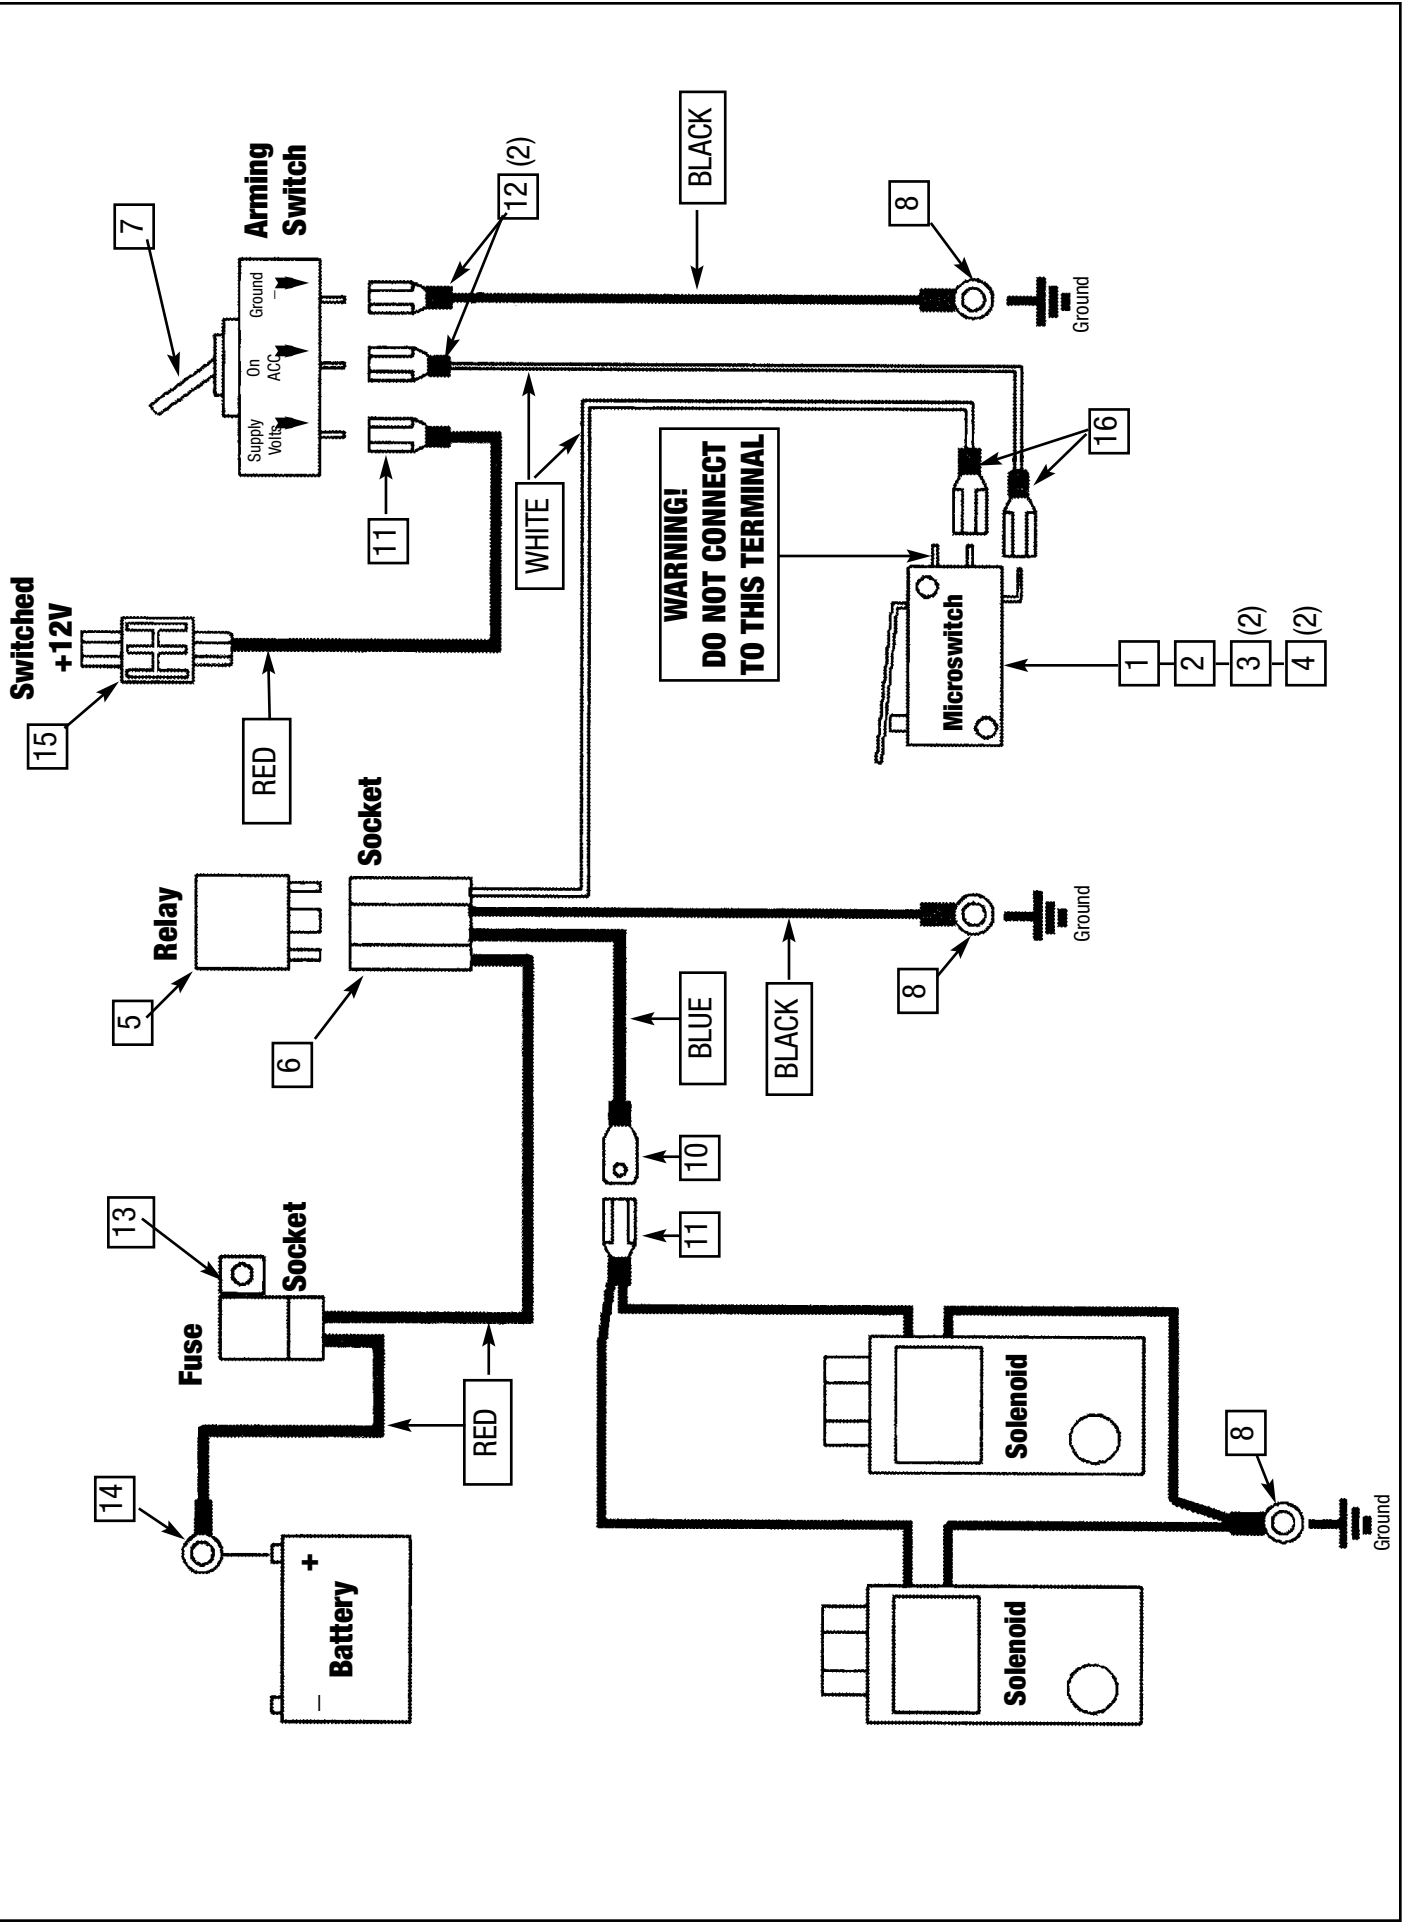 Battery
+
–
14
Fuse
Socket
13
RED
Relay
5
Socket
6
Switched
+12V
15
RED
Arming
Switch
7
Supply
Volts
On
ACC
Ground
–
11
12 (2)
WHITE
BLACK
8
Ground
WARNING!
DO NOT CONNECT
TO THIS TERMINAL
16
Microswitch
1
2
3 (2)
4 (2)
BLUE
BLACK
8
Ground
10
11
Solenoid
Solenoid
8
Ground